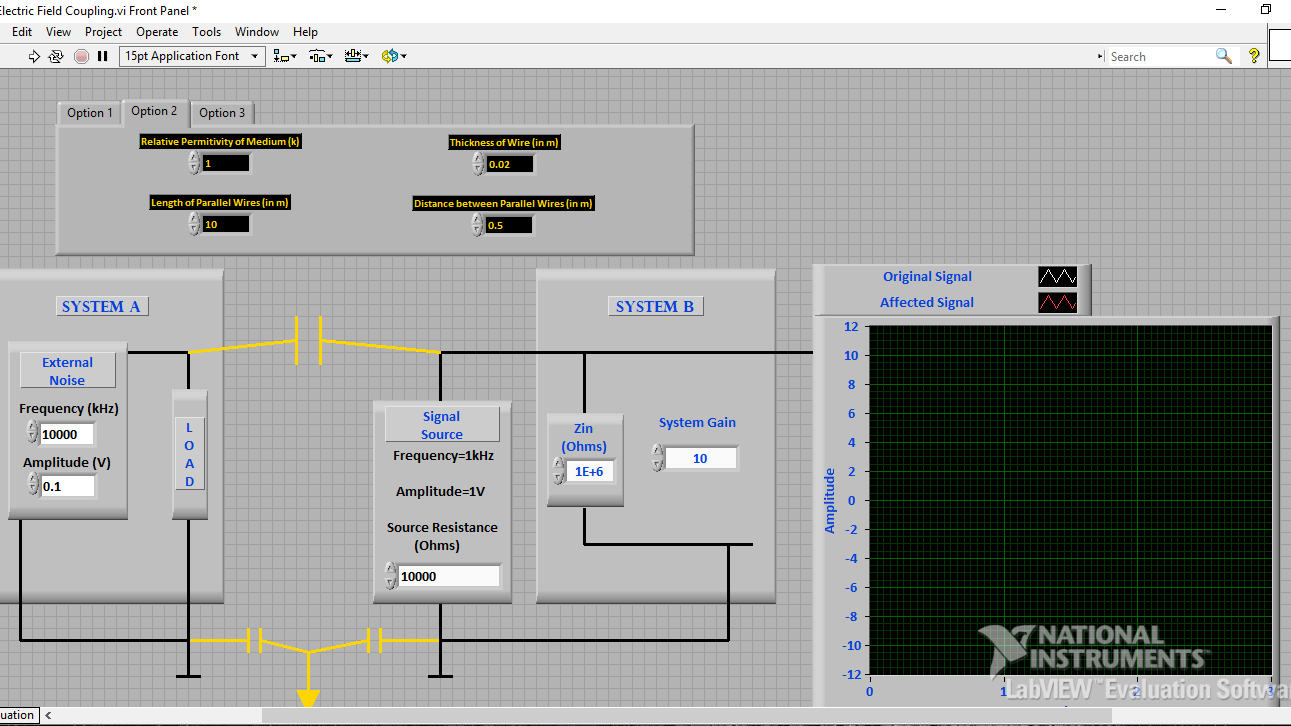 Electric Field Coupling.vi Front Panel *
Edit View Project Operate Tools Window Help
15pt Application Font
Search
?
Option 1 Option 2 Option 3
Relative Permitivity of Medium (k)
1
Thickness of Wire (in m)
0.02
Length of Parallel Wires (in m)
10
Distance between Parallel Wires (in m)
0.5
SYSTEM A
External
Noise
Frequency (kHz)
10000
Amplitude (V)
0.1
L
O
A
D
Signal
Source
Frequency=1kHz
Amplitude=1V
Source Resistance
(Ohms)
10000
SYSTEM B
Zin
(Ohms)
1E+6
System Gain
10
Original Signal
Affected Signal
Amplitude
12
10
8
6
4
2
0
-2
-4
-6
-8
-10
-12
0 1 2 3
NATIONAL
INSTRUMENTS™
LabVIEW™ Evaluation Softwa
uation